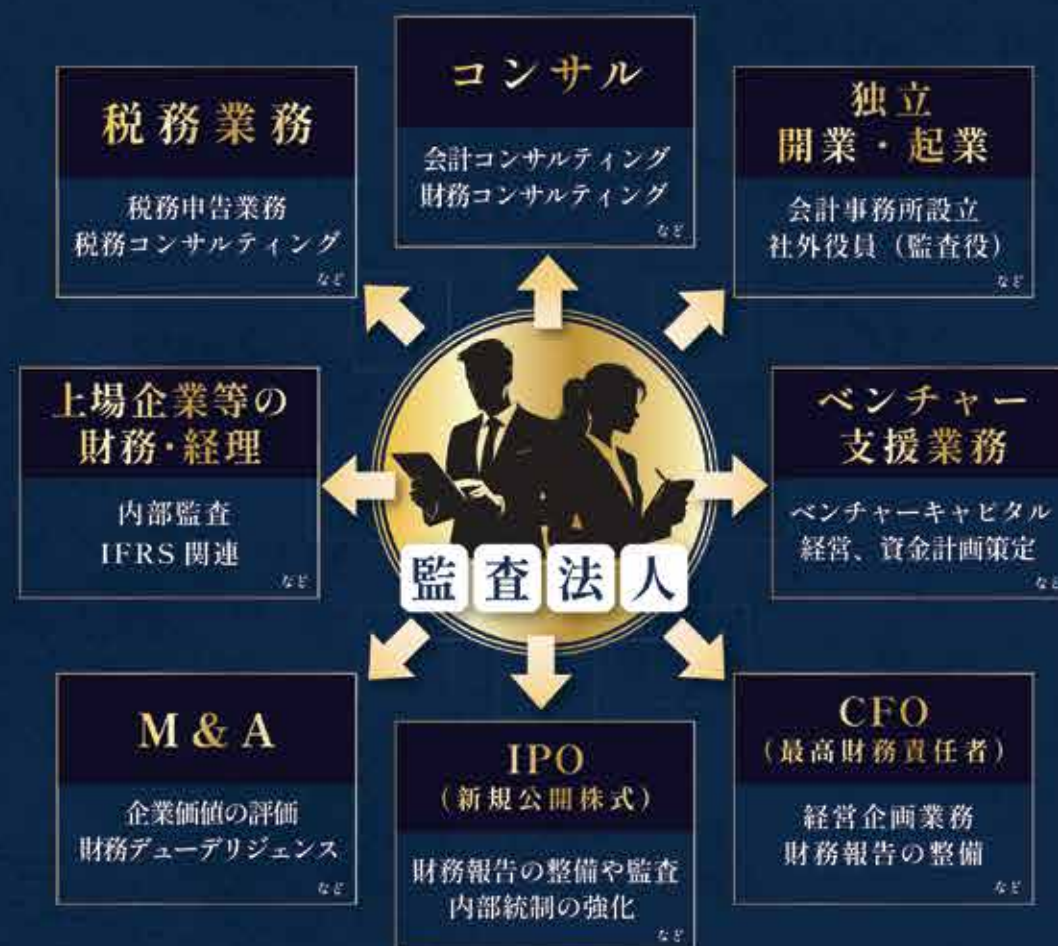 コンサル
会計コンサルティング
財務コンサルティング
など
税務業務
税務申告業務
税務コンサルティング
など
独立
開業・起業
会計事務所設立
社外役員（監査役）
など
上場企業等の
財務・経理
内部監査
IFRS 関連
など
監査法人
ベンチャー
支援業務
ベンチャーキャピタル
経営、資金計画策定
など
M & A
企業価値の評価
財務デューデリジェンス
など
IPO
（新規公開株式）
財務報告の整備や監査
内部統制の強化
など
CFO
（最高財務責任者）
経営企画業務
財務報告の整備
など